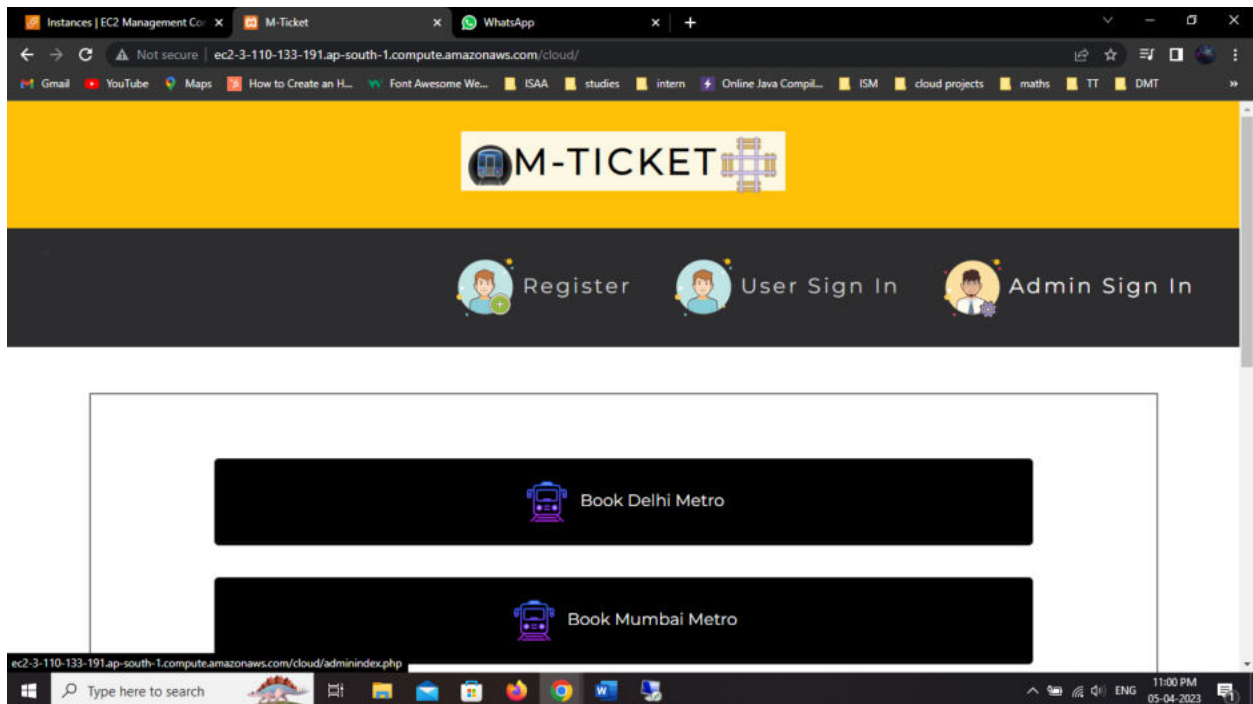 Instances | EC2 Management Co
M-Ticket
WhatsApp
Not secure | ec2-3-110-133-191.ap-south-1.compute.amazonaws.com/cloud/
Gmail YouTube Maps How to Create an H... Font Awesome We... ISAA studies intern Online Java Compil... ISM cloud projects maths TT DMT »
M-TICKET
Register User Sign In Admin Sign In
Book Delhi Metro
Book Mumbai Metro
ec2-3-110-133-191.ap-south-1.compute.amazonaws.com/cloud/adminindex.php
Type here to search
ENG
11:00 PM
05-04-2023